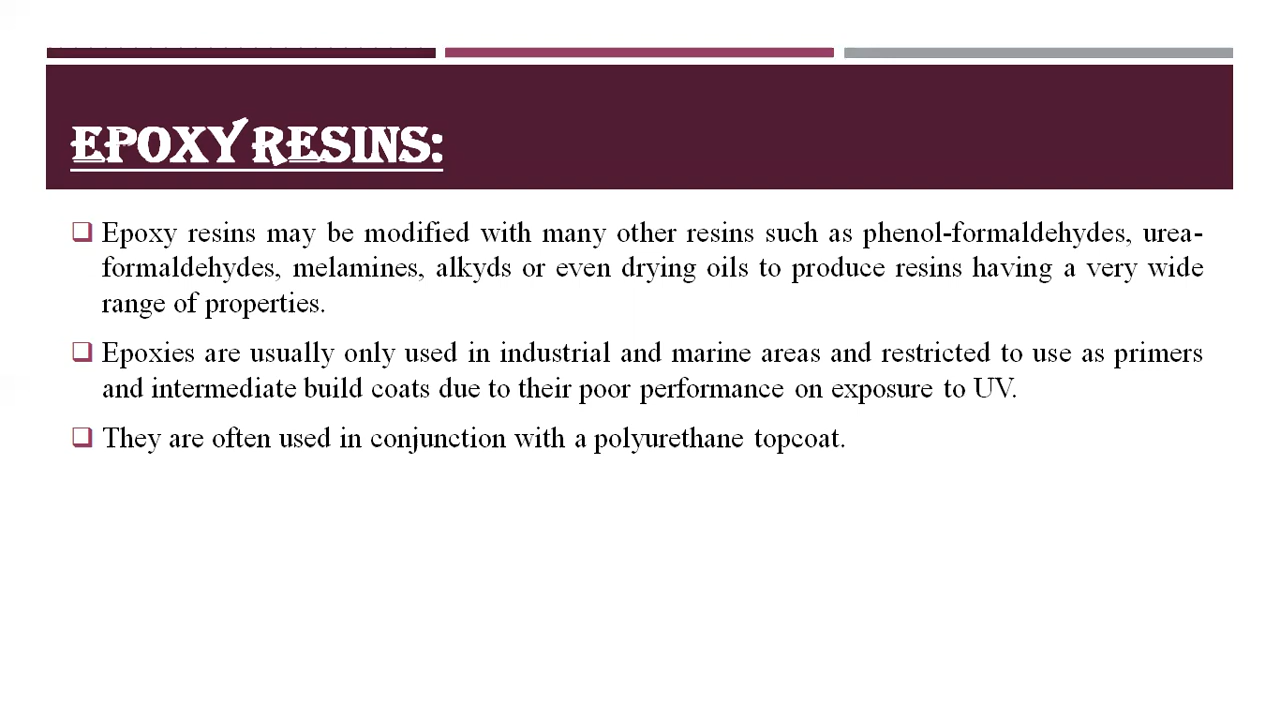 EPOXY RESINS:
❑ Epoxy resins may be modified with many other resins such as phenol-formaldehydes, urea-
formaldehydes, melamines, alkyds or even drying oils to produce resins having a very wide
range of properties.
❑ Epoxies are usually only used in industrial and marine areas and restricted to use as primers
and intermediate build coats due to their poor performance on exposure to UV.
❑ They are often used in conjunction with a polyurethane topcoat.